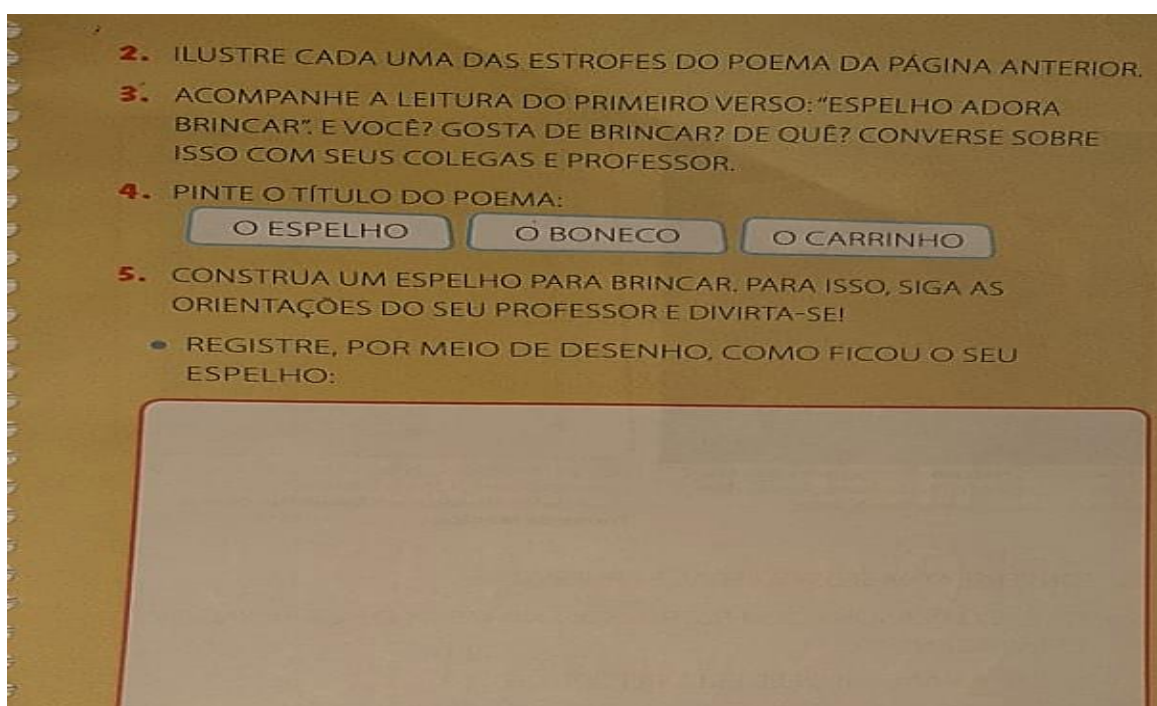 2. ILUSTRE CADA UMA DAS ESTROFES DO POEMA DA PÁGINA ANTERIOR.
3. ACOMPANHE A LEITURA DO PRIMEIRO VERSO: "ESPELHO ADORA
BRINCAR". E VOCÊ? GOSTA DE BRINCAR? DE QUÊ? CONVERSE SOBRE
ISSO COM SEUS COLEGAS E PROFESSOR.
4. PINTE O TÍTULO DO POEMA:
O ESPELHO O BONECO O CARRINHO
5. CONSTRUA UM ESPELHO PARA BRINCAR. PARA ISSO, SIGA AS
ORIENTAÇÕES DO SEU PROFESSOR E DIVIRTA-SE!
• REGISTRE, POR MEIO DE DESENHO, COMO FICOU O SEU
ESPELHO: